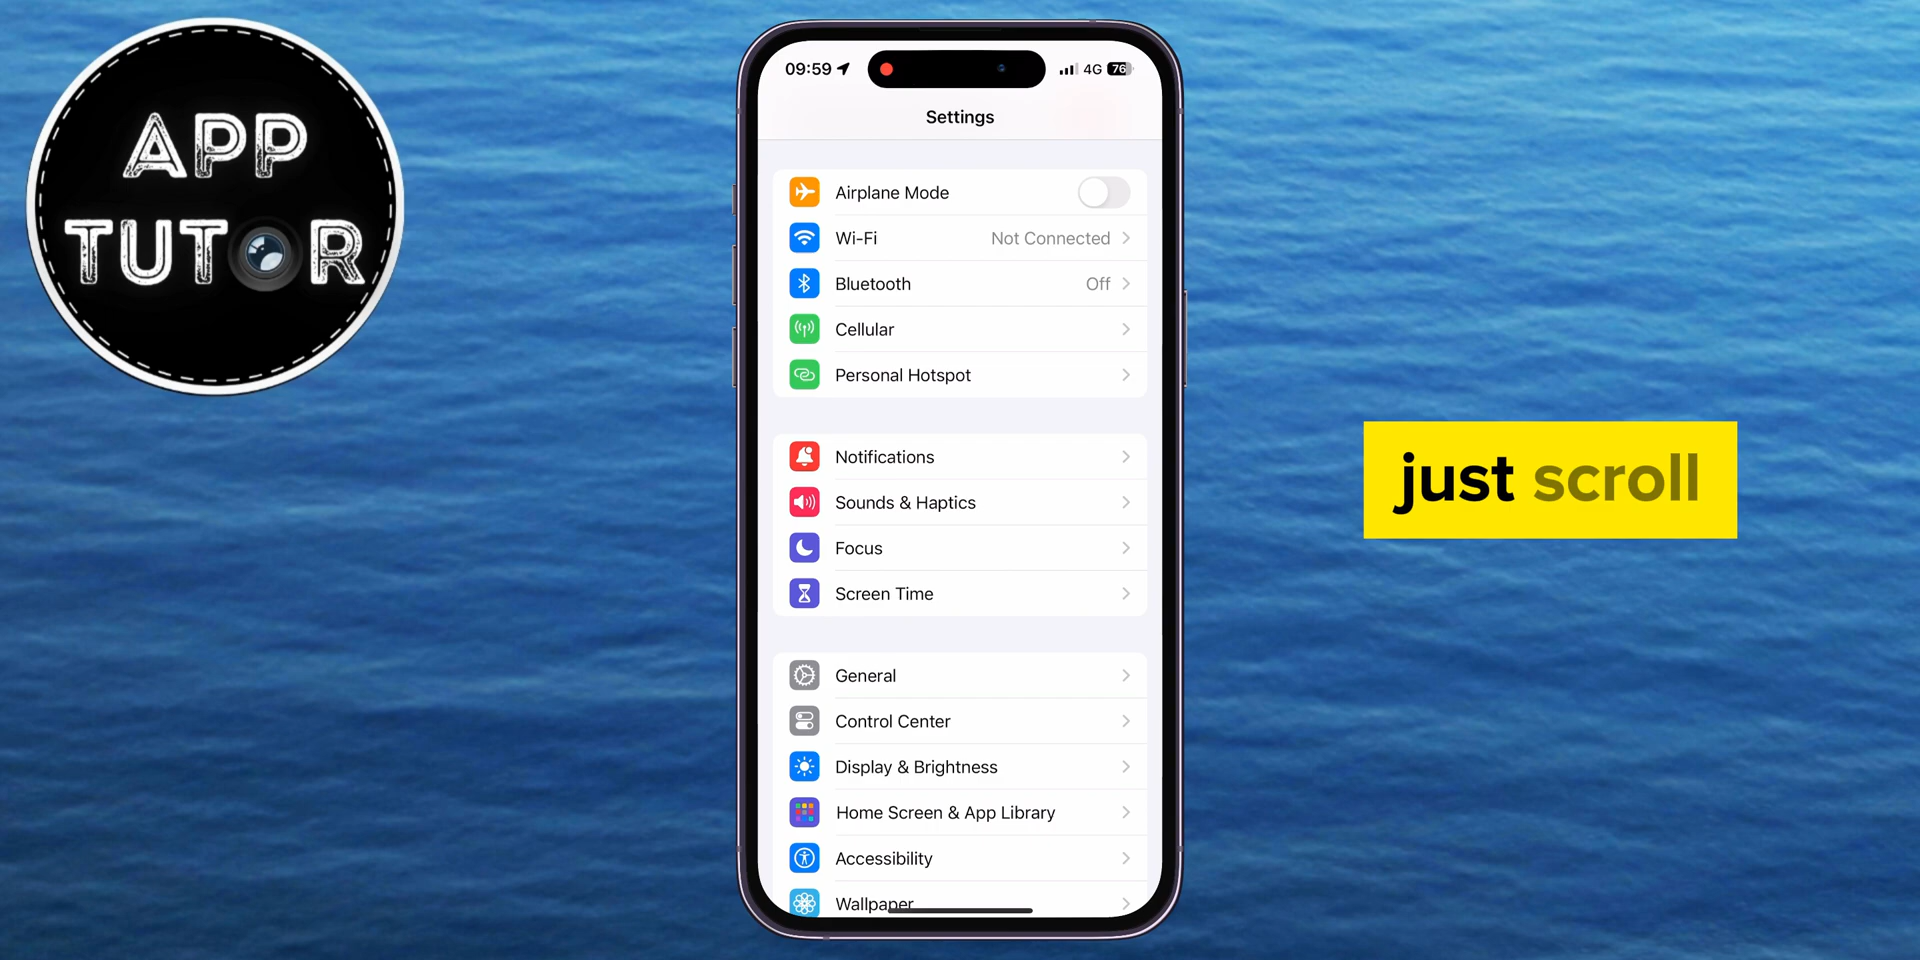 APP
TUTOR
09:59
4G 76
Settings
Airplane Mode
Wi-Fi Not Connected
Bluetooth Off
Cellular
Personal Hotspot
Notifications
Sounds & Haptics
Focus
Screen Time
General
Control Center
Display & Brightness
Home Screen & App Library
Accessibility
Wallpaper
just scroll